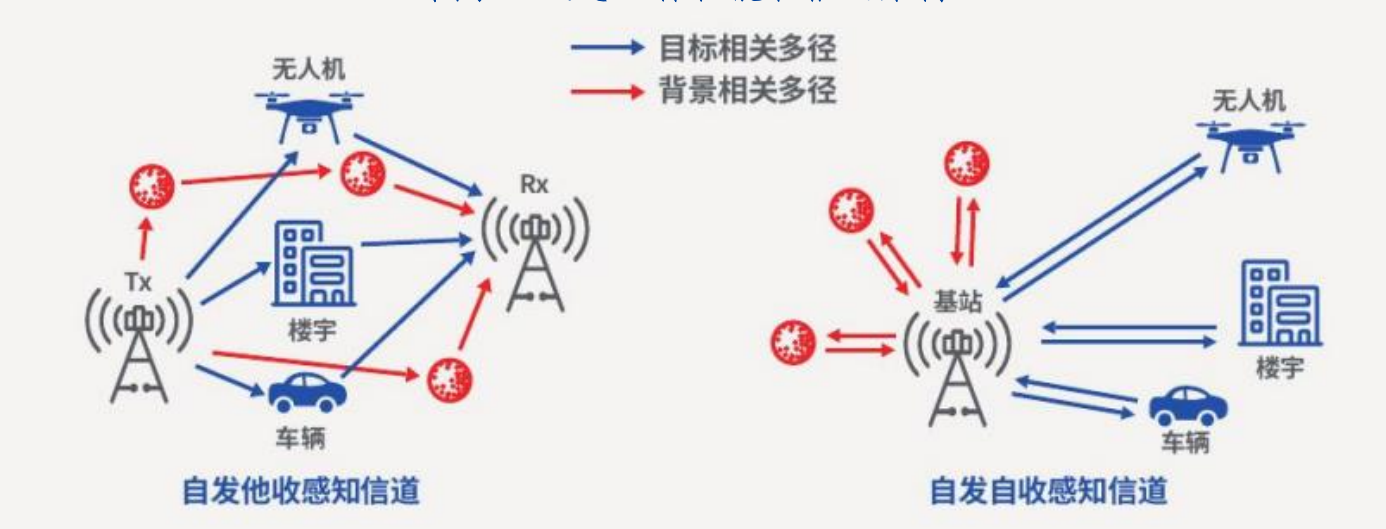 目标相关多径
背景相关多径
无人机
Tx
楼宇
车辆
Rx
自发他收感知信道
无人机
基站
楼宇
车辆
自发自收感知信道